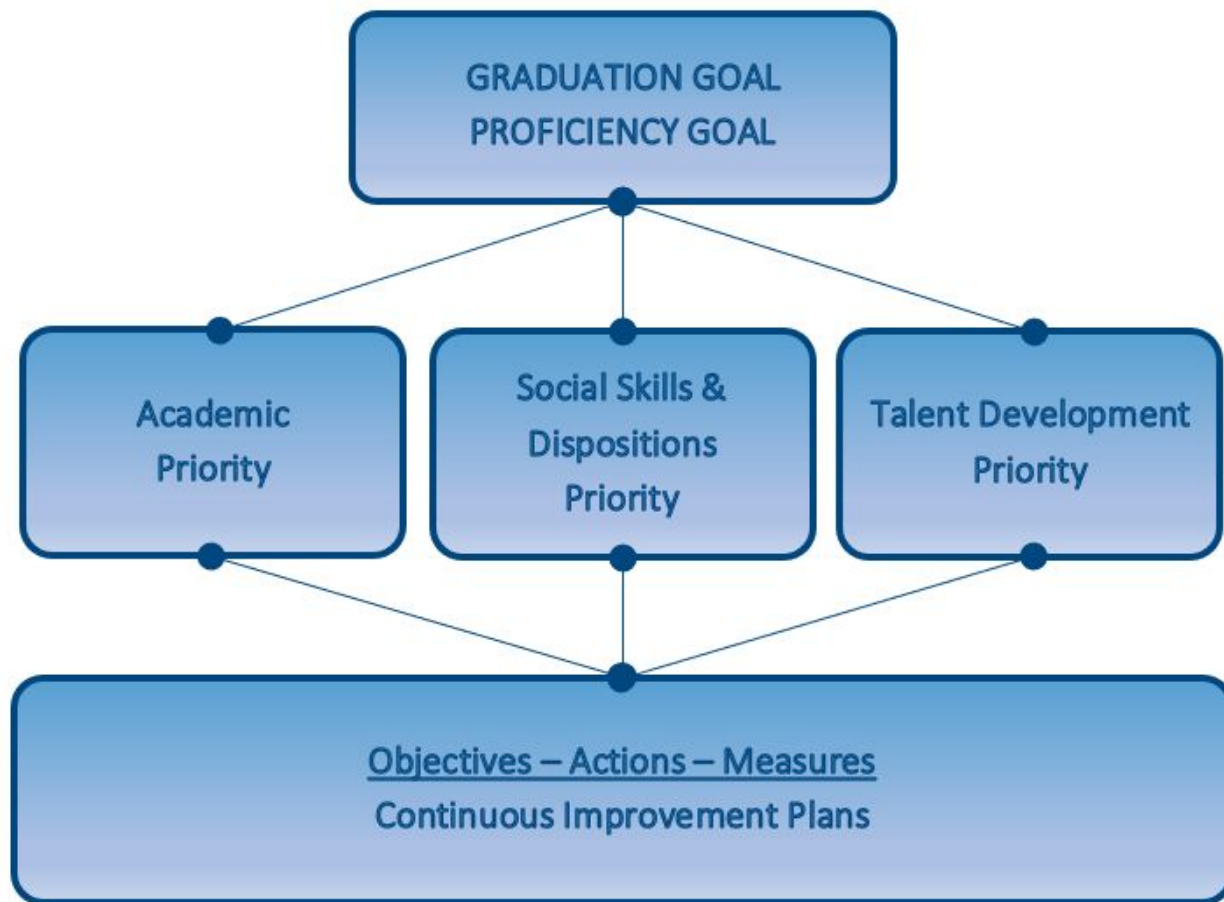 GRADUATION GOAL
PROFICIENCY GOAL
Academic
Priority
Social Skills &
Dispositions
Priority
Talent Development
Priority
Objectives – Actions – Measures
Continuous Improvement Plans